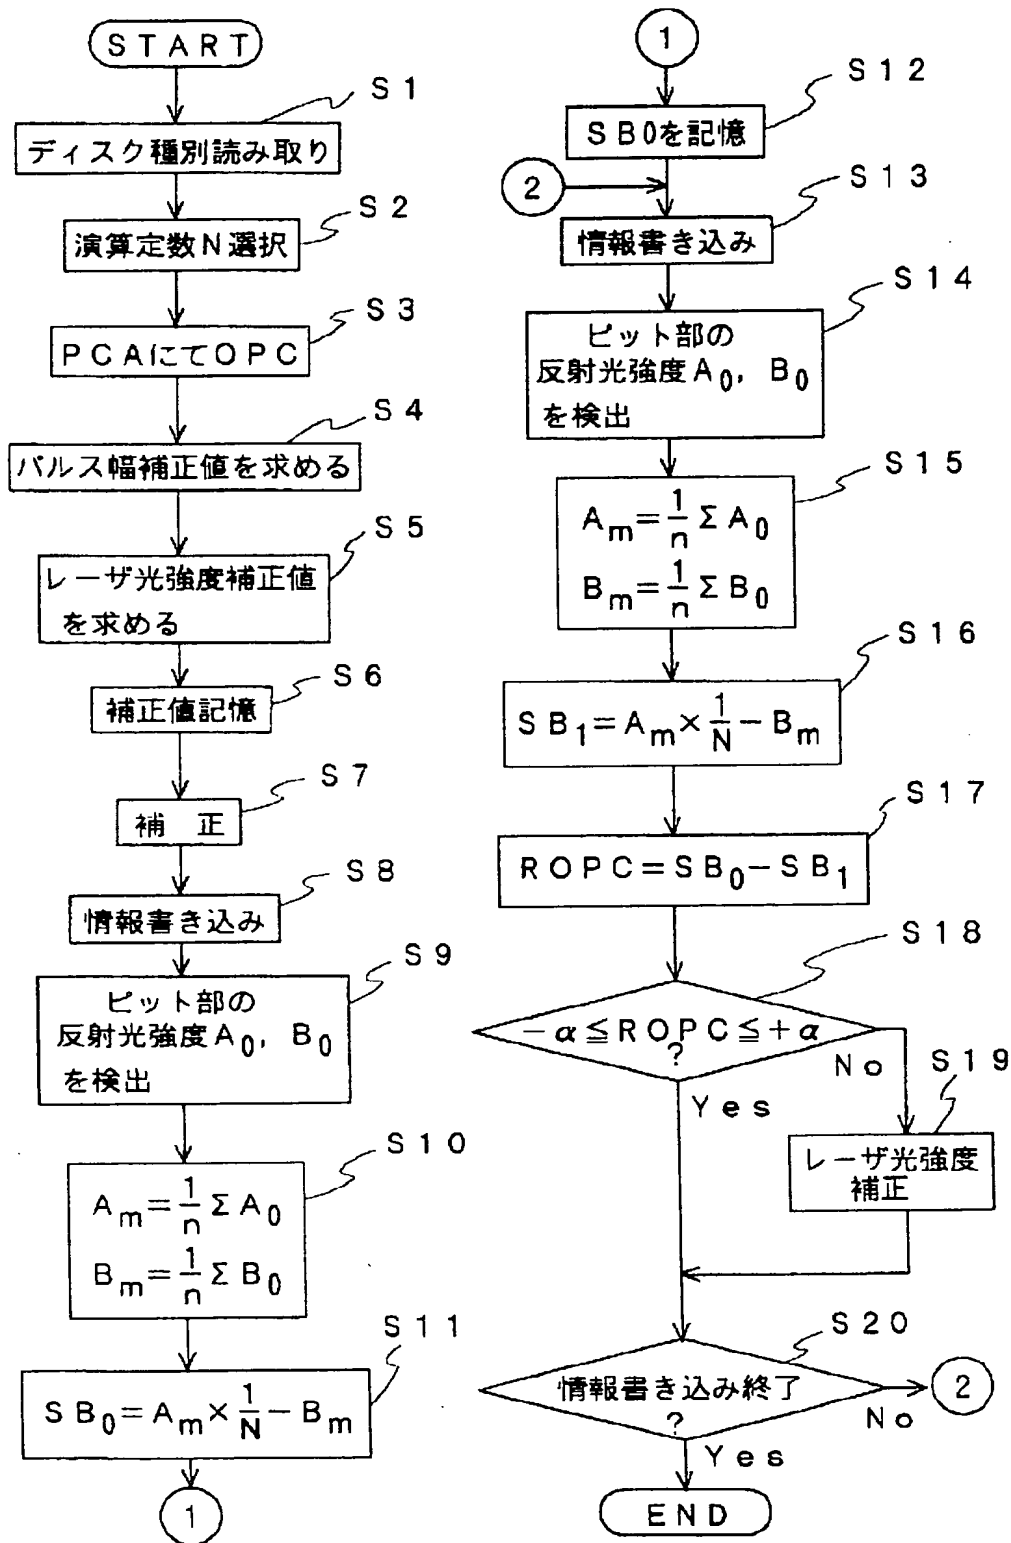 START
S1
ディスク種別読み取り
S2
演算定数N選択
S3
PCAにてOPC
S4
パルス幅補正値を求める
S5
レーザ光強度補正値
を求める
S6
補正値記憶
S7
補 正
S8
情報書き込み
S9
ピット部の
反射光強度A0, B0
を検出
S10
Am=1/n ΣA0
Bm=1/n ΣB0
S11
SB0=Am×1/N−Bm
1
1
S12
SB0を記憶
2
S13
情報書き込み
S14
ピット部の
反射光強度A0, B0
を検出
S15
Am=1/n ΣA0
Bm=1/n ΣB0
S16
SB1=Am×1/N−Bm
S17
ROPC=SB0−SB1
S18
−α≦ROPC≦+α
?
No
Yes
S19
レーザ光強度
補正
S20
情報書き込み終了
?
2
No
Yes
END